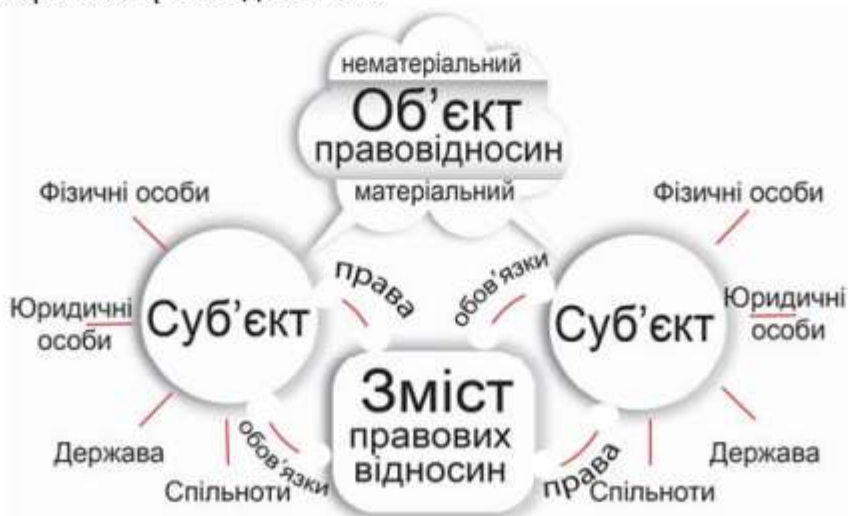 нематеріальний
Об'єкт
правовідносин
матеріальний
Фізичні особи
Фізичні особи
права
обов'язки
Юридичні
особи
Суб'єкт
Суб'єкт
Юридичні
особи
Зміст
правових
відносин
обов'язки
права
Держава
Держава
Спільноти
Спільноти